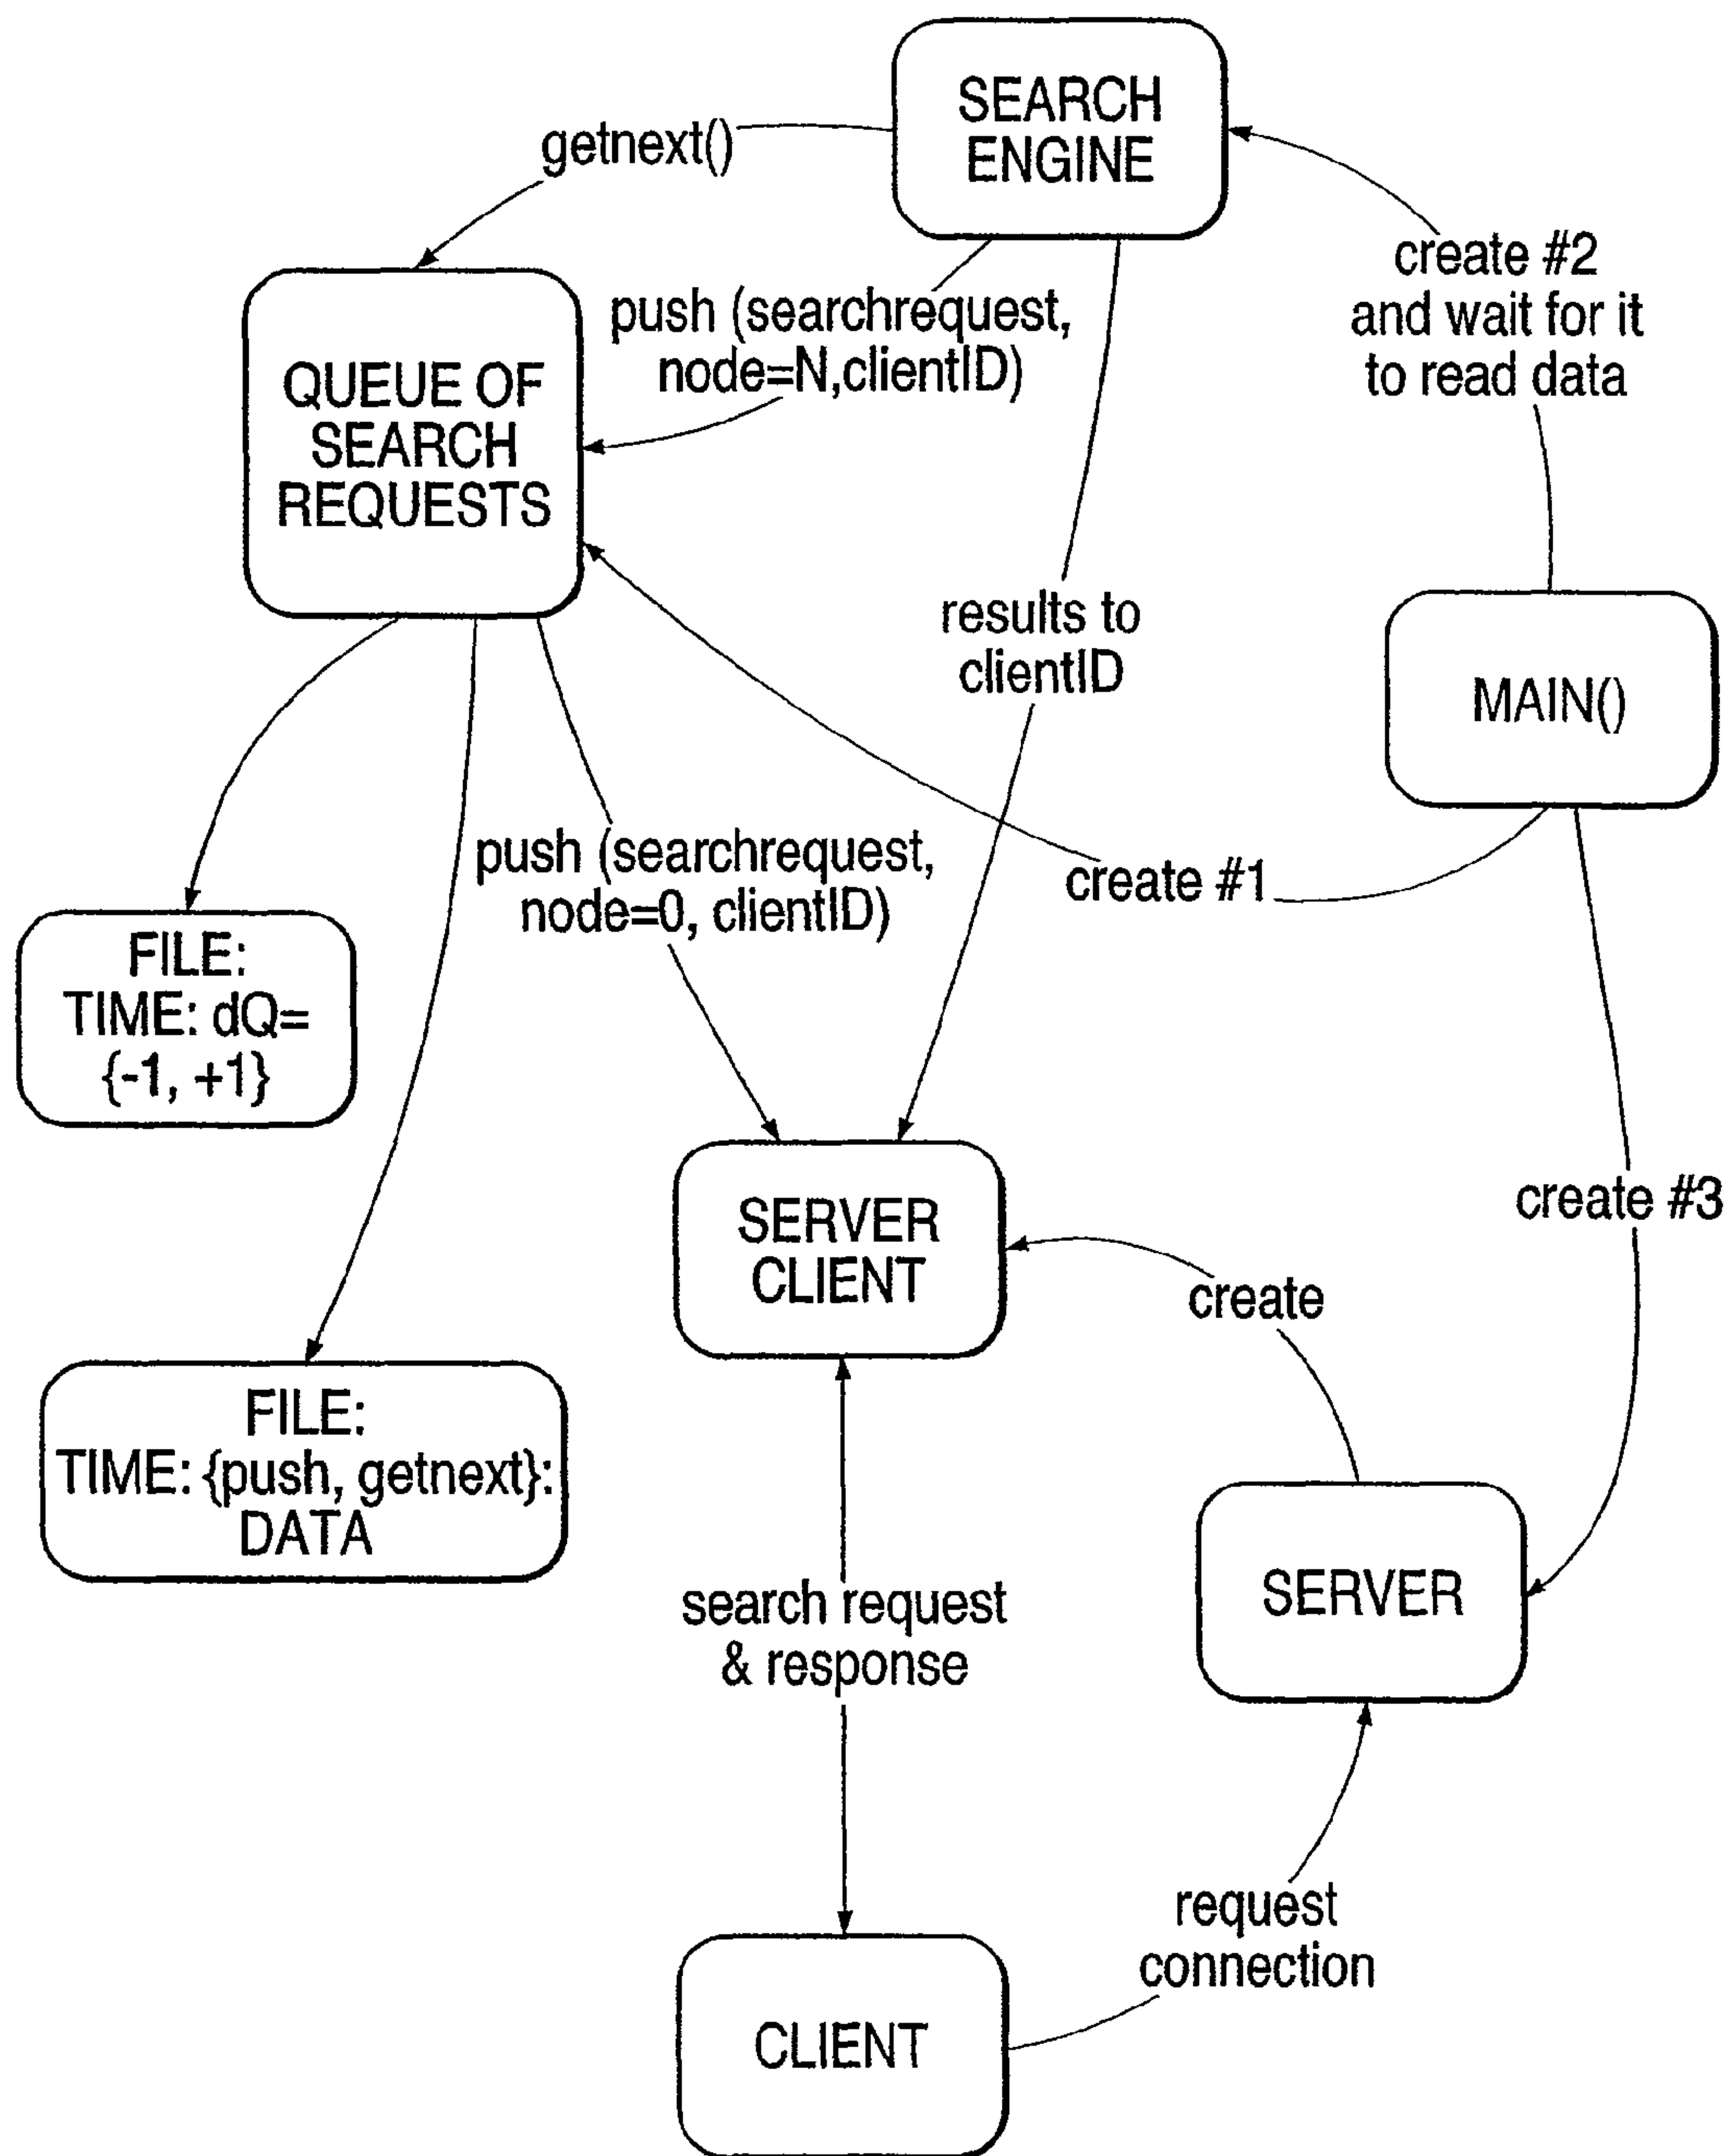 SEARCH
ENGINE
getnext()
create #2
and wait for it
to read data
push (searchrequest,
node=N,clientID)
QUEUE OF
SEARCH
REQUESTS
results to
clientID
MAIN()
push (searchrequest,
node=0, clientID)
create #1
FILE:
TIME: dQ=
{-1, +1}
SERVER
CLIENT
create #3
create
FILE:
TIME: {push, getnext}:
DATA
SERVER
search request
& response
request
connection
CLIENT